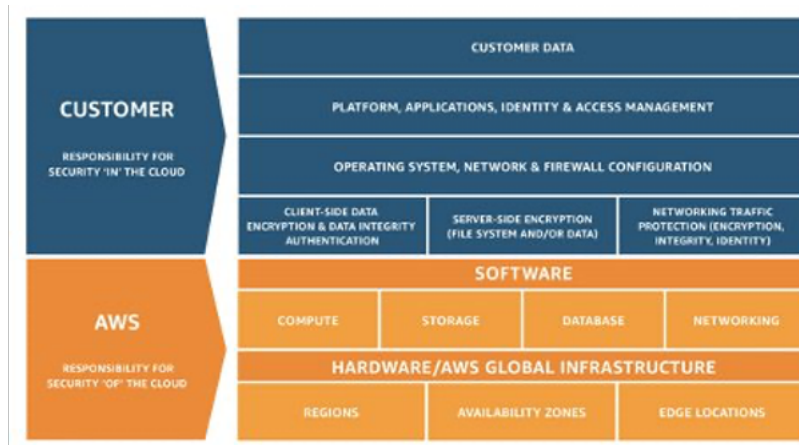 CUSTOMER
RESPONSIBILITY FOR
SECURITY 'IN' THE CLOUD
CUSTOMER DATA
PLATFORM, APPLICATIONS, IDENTITY & ACCESS MANAGEMENT
OPERATING SYSTEM, NETWORK & FIREWALL CONFIGURATION
CLIENT-SIDE DATA
ENCRYPTION & DATA INTEGRITY
AUTHENTICATION
SERVER-SIDE ENCRYPTION
(FILE SYSTEM AND/OR DATA)
NETWORKING TRAFFIC
PROTECTION (ENCRYPTION,
INTEGRITY, IDENTITY)
AWS
RESPONSIBILITY FOR
SECURITY 'OF' THE CLOUD
SOFTWARE
COMPUTE
STORAGE
DATABASE
NETWORKING
HARDWARE/AWS GLOBAL INFRASTRUCTURE
REGIONS
AVAILABILITY ZONES
EDGE LOCATIONS